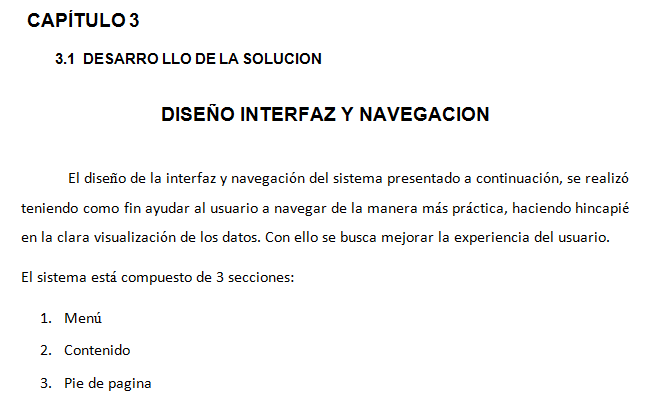 CAPÍTULO 3
3.1 DESARRO LLO DE LA SOLUCION
DISEÑO INTERFAZ Y NAVEGACION
El diseño de la interfaz y navegación del sistema presentado a continuación, se realizó
teniendo como fin ayudar al usuario a navegar de la manera más práctica, haciendo hincapié
en la clara visualización de los datos. Con ello se busca mejorar la experiencia del usuario.
El sistema está compuesto de 3 secciones:
1. Menú
2. Contenido
3. Pie de pagina